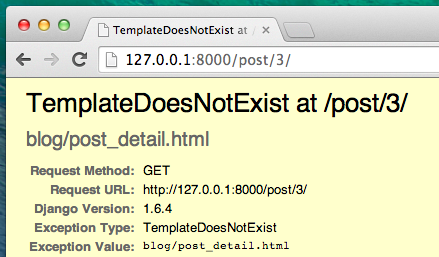 TemplateDoesNotExist at /
127.0.0.1:8000/post/3/
TemplateDoesNotExist at /post/3/
blog/post_detail.html
Request Method: GET
Request URL: http://127.0.0.1:8000/post/3/
Django Version: 1.6.4
Exception Type: TemplateDoesNotExist
Exception Value: blog/post_detail.html